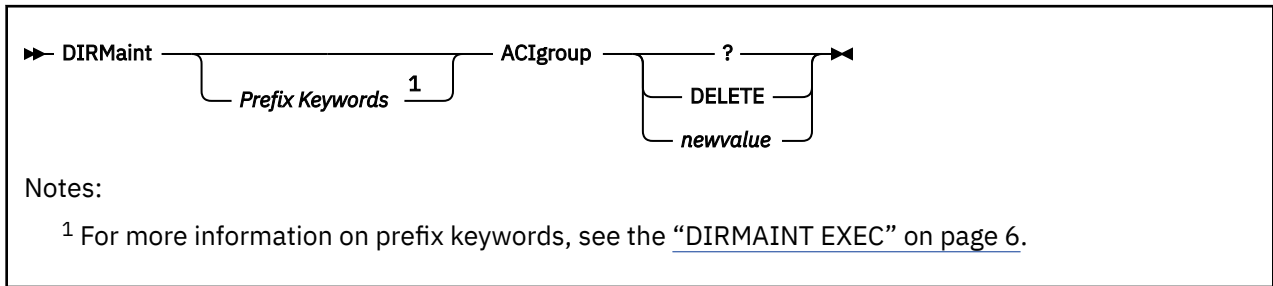 DIRMaint ACIgroup ?
Prefix Keywords 1 DELETE
newvalue
Notes:
1 For more information on prefix keywords, see the “DIRMAINT EXEC” on page 6.